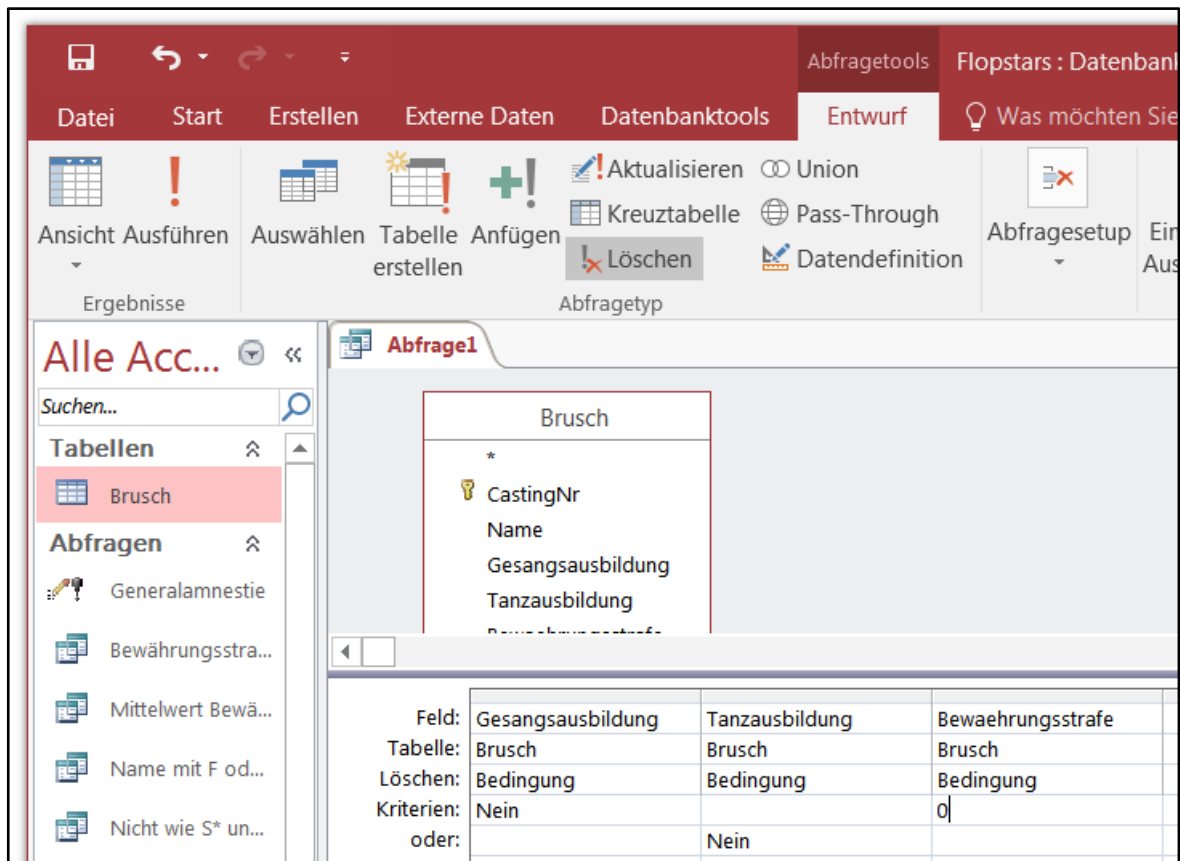 Abfragetools Flopstars : Datenbank
Datei Start Erstellen Externe Daten Datenbanktools Entwurf Was möchten Sie
Aktualisieren Union
Kreuztabelle Pass-Through
Ansicht Ausführen Auswählen Tabelle erstellen Anfügen Löschen Datendefinition Abfragesetup Ein
Aus
Ergebnisse Abfragetyp
Alle Acc... «
Abfrage1
Suchen...
Tabellen
Brusch
Abfragen
Generalamnestie
Bewährungsstra...
Mittelwert Bewä...
Name mit F od...
Nicht wie S* un...
Brusch
*
CastingNr
Name
Gesangsausbildung
Tanzausbildung
Bewaehrungsstrafe
Feld: Gesangsausbildung Tanzausbildung Bewaehrungsstrafe
Tabelle: Brusch Brusch Brusch
Löschen: Bedingung Bedingung Bedingung
Kriterien: Nein 0
oder: Nein